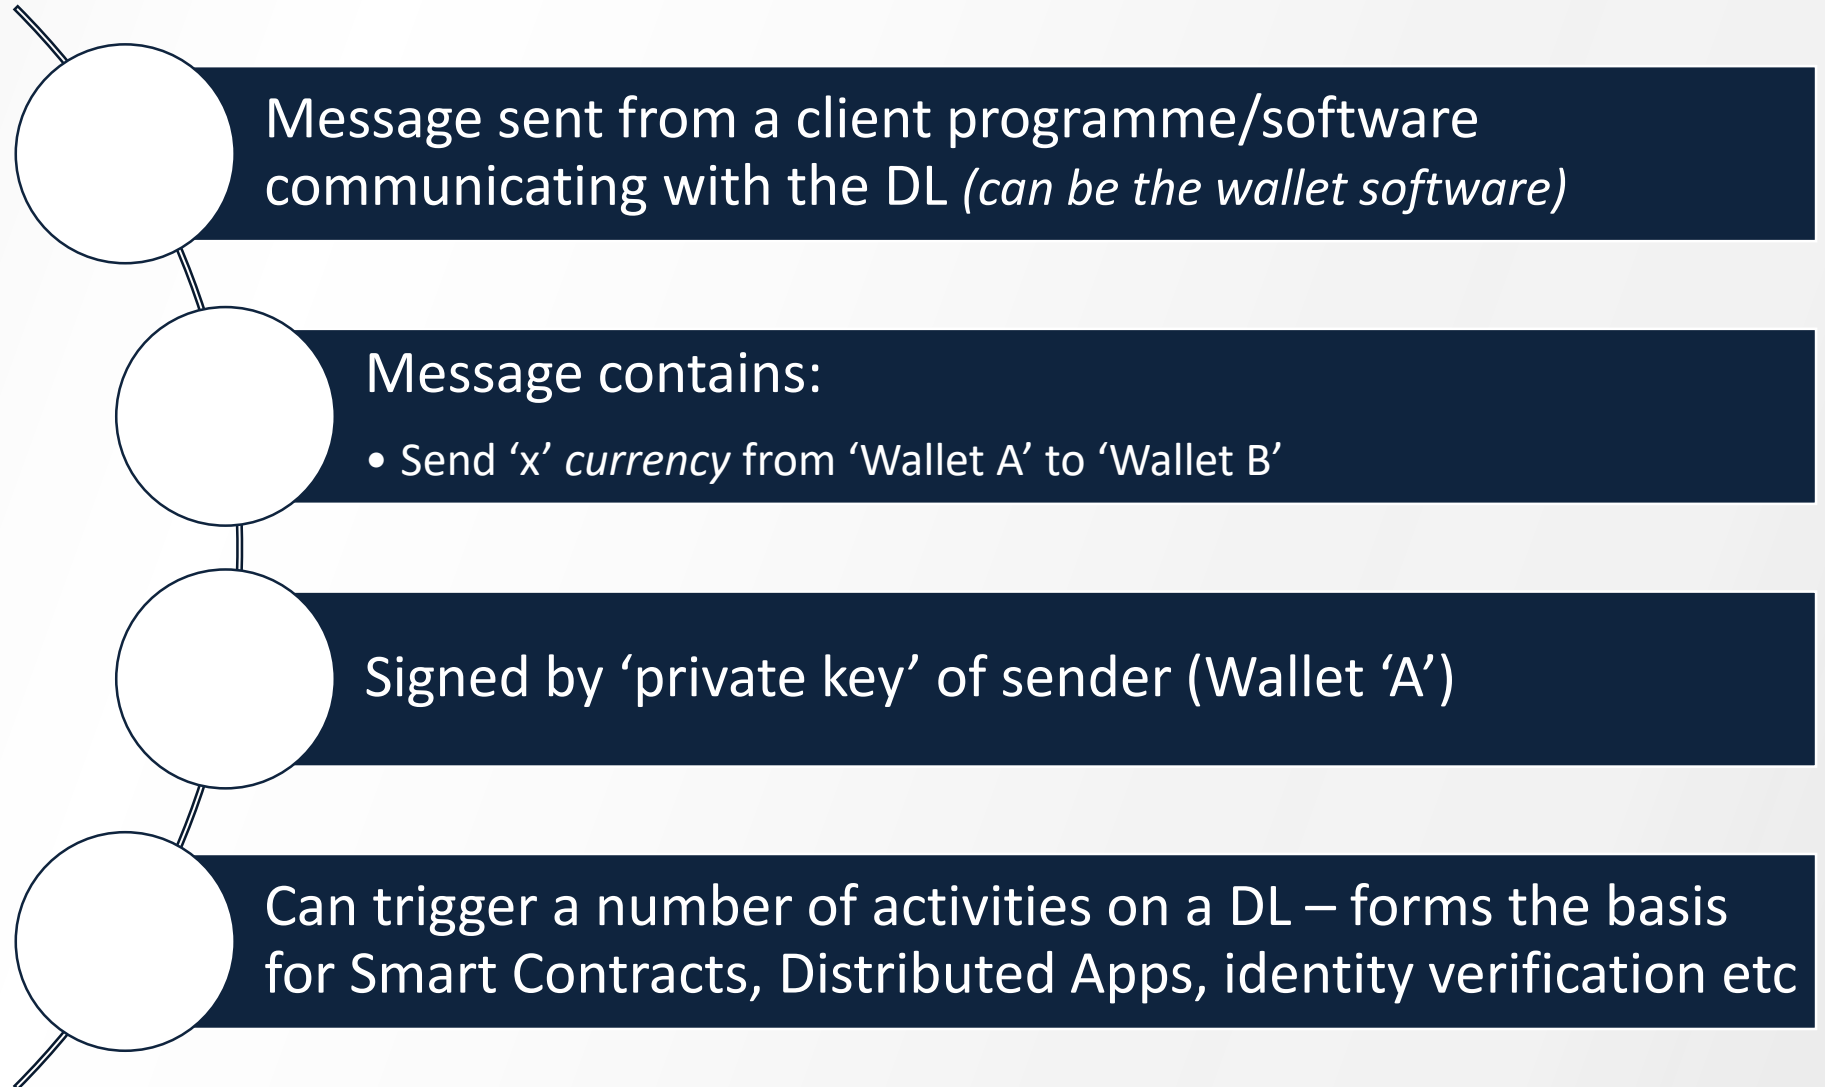 Message sent from a client programme/software
communicating with the DL (can be the wallet software)
Message contains:
• Send ‘x’ currency from ‘Wallet A’ to ‘Wallet B’
Signed by ‘private key’ of sender (Wallet ‘A’)
Can trigger a number of activities on a DL – forms the basis
for Smart Contracts, Distributed Apps, identity verification etc